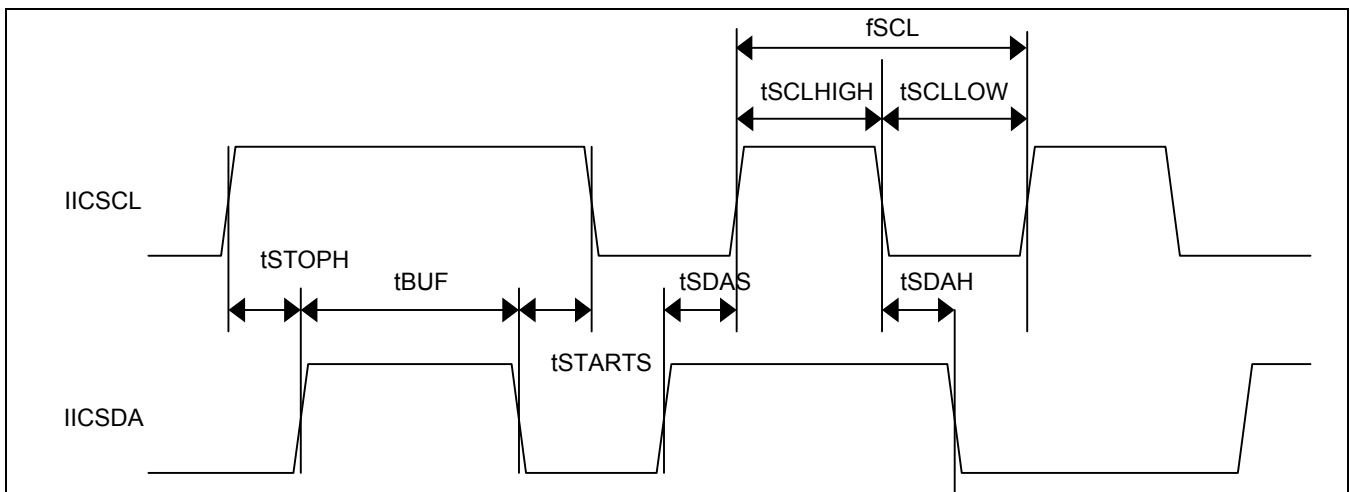 fSCL
tSCLHIGH
tSCLLOW
IICSCL
tSTOPH
tBUF
tSDAS
tSDAH
tSTARTS
IICSDA